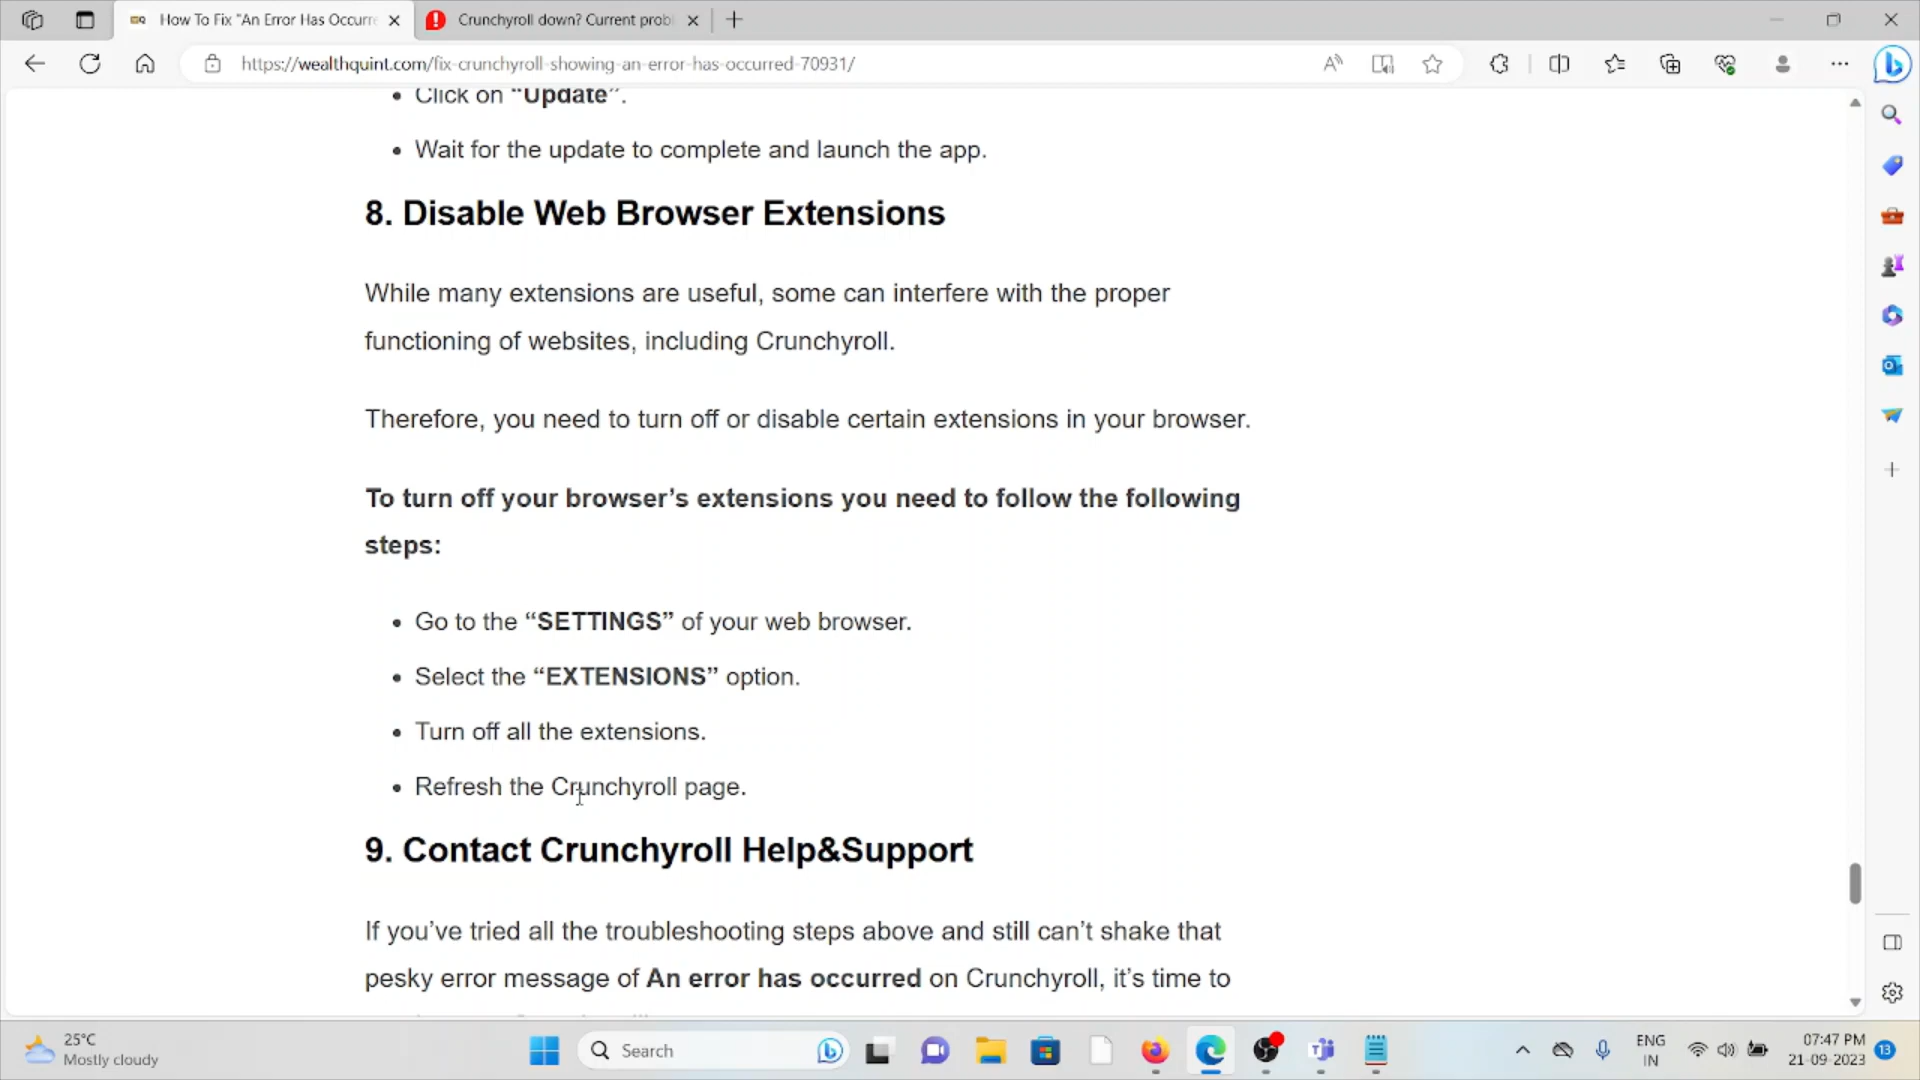 How To Fix "An Error Has Occurre
Crunchyroll down? Current probl
https://wealthquint.com/fix-crunchyroll-showing-an-error-has-occurred-70931/
• Click on “Update”.
• Wait for the update to complete and launch the app.
8. Disable Web Browser Extensions
While many extensions are useful, some can interfere with the proper
functioning of websites, including Crunchyroll.
Therefore, you need to turn off or disable certain extensions in your browser.
To turn off your browser’s extensions you need to follow the following
steps:
• Go to the “SETTINGS” of your web browser.
• Select the “EXTENSIONS” option.
• Turn off all the extensions.
• Refresh the Crunchyroll page.
9. Contact Crunchyroll Help&Support
If you’ve tried all the troubleshooting steps above and still can’t shake that
pesky error message of An error has occurred on Crunchyroll, it’s time to
25°C
Mostly cloudy
Search
ENG
IN
07:47 PM
21-09-2023
13